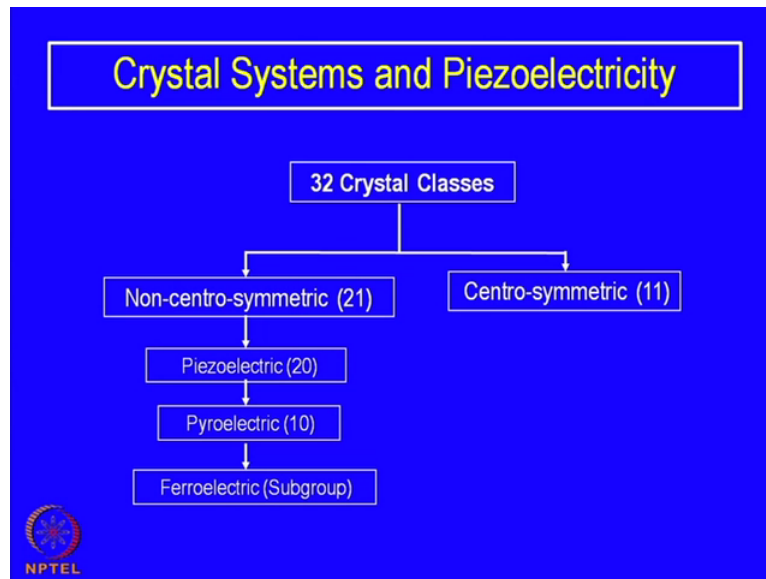 Crystal Systems and Piezoelectricity
32 Crystal Classes
Non-centro-symmetric (21)
Centro-symmetric (11)
Piezoelectric (20)
Pyroelectric (10)
Ferroelectric (Subgroup)
NPTEL